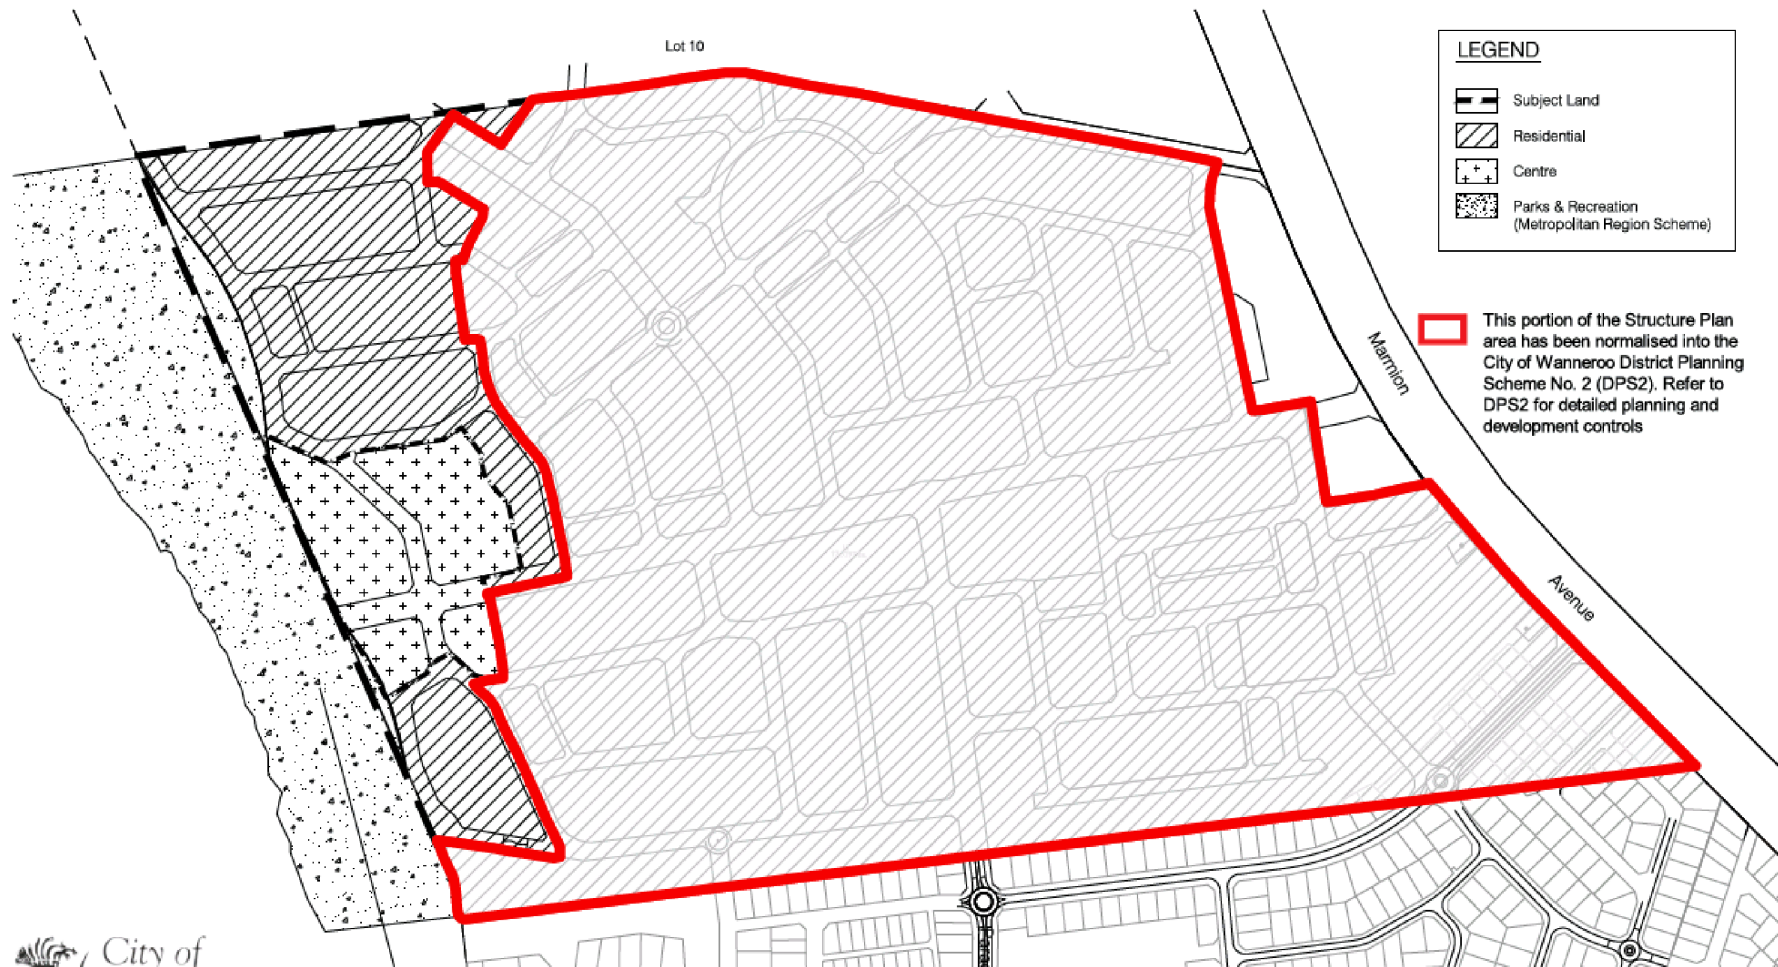 Lot 10
LEGEND
Subject Land
Residential
Centre
Parks & Recreation
(Metropolitan Region Scheme)
This portion of the Structure Plan
area has been normalised into the
City of Wanneroo District Planning
Scheme No. 2 (DPS2). Refer to
DPS2 for detailed planning and
development controls
Marmion
Avenue
City of